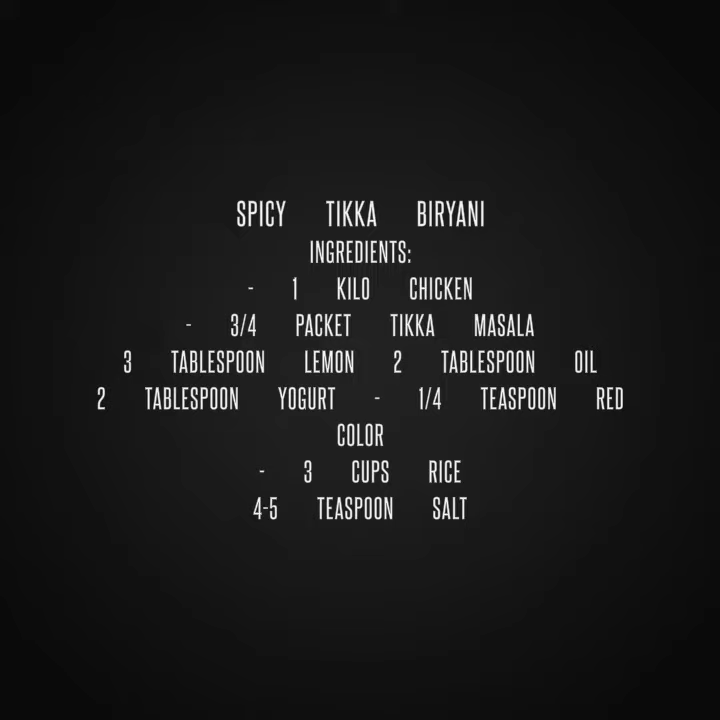 SPICY TIKKA BIRYANI
INGREDIENTS:
- 1 KILO CHICKEN
- 3/4 PACKET TIKKA MASALA
3 TABLESPOON LEMON 2 TABLESPOON OIL
2 TABLESPOON YOGURT - 1/4 TEASPOON RED
COLOR
- 3 CUPS RICE
4-5 TEASPOON SALT